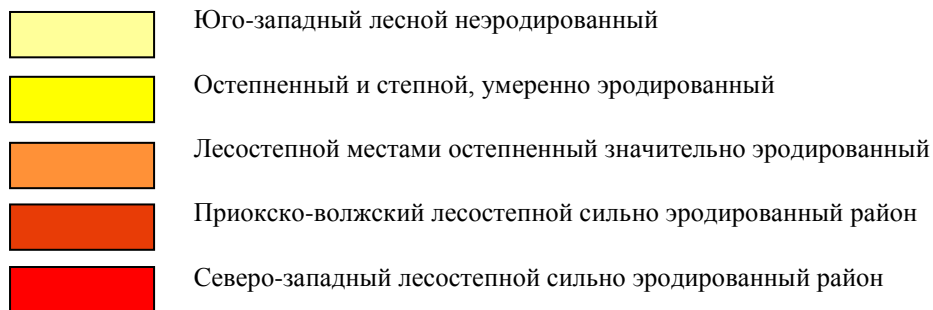 Юго-западный лесной неэродированный
Остепненный и степной, умеренно эродированный
Лесостепной местами остепненный значительно эродированный
Приокско-волжский лесостепной сильно эродированный район
Северо-западный лесостепной сильно эродированный район